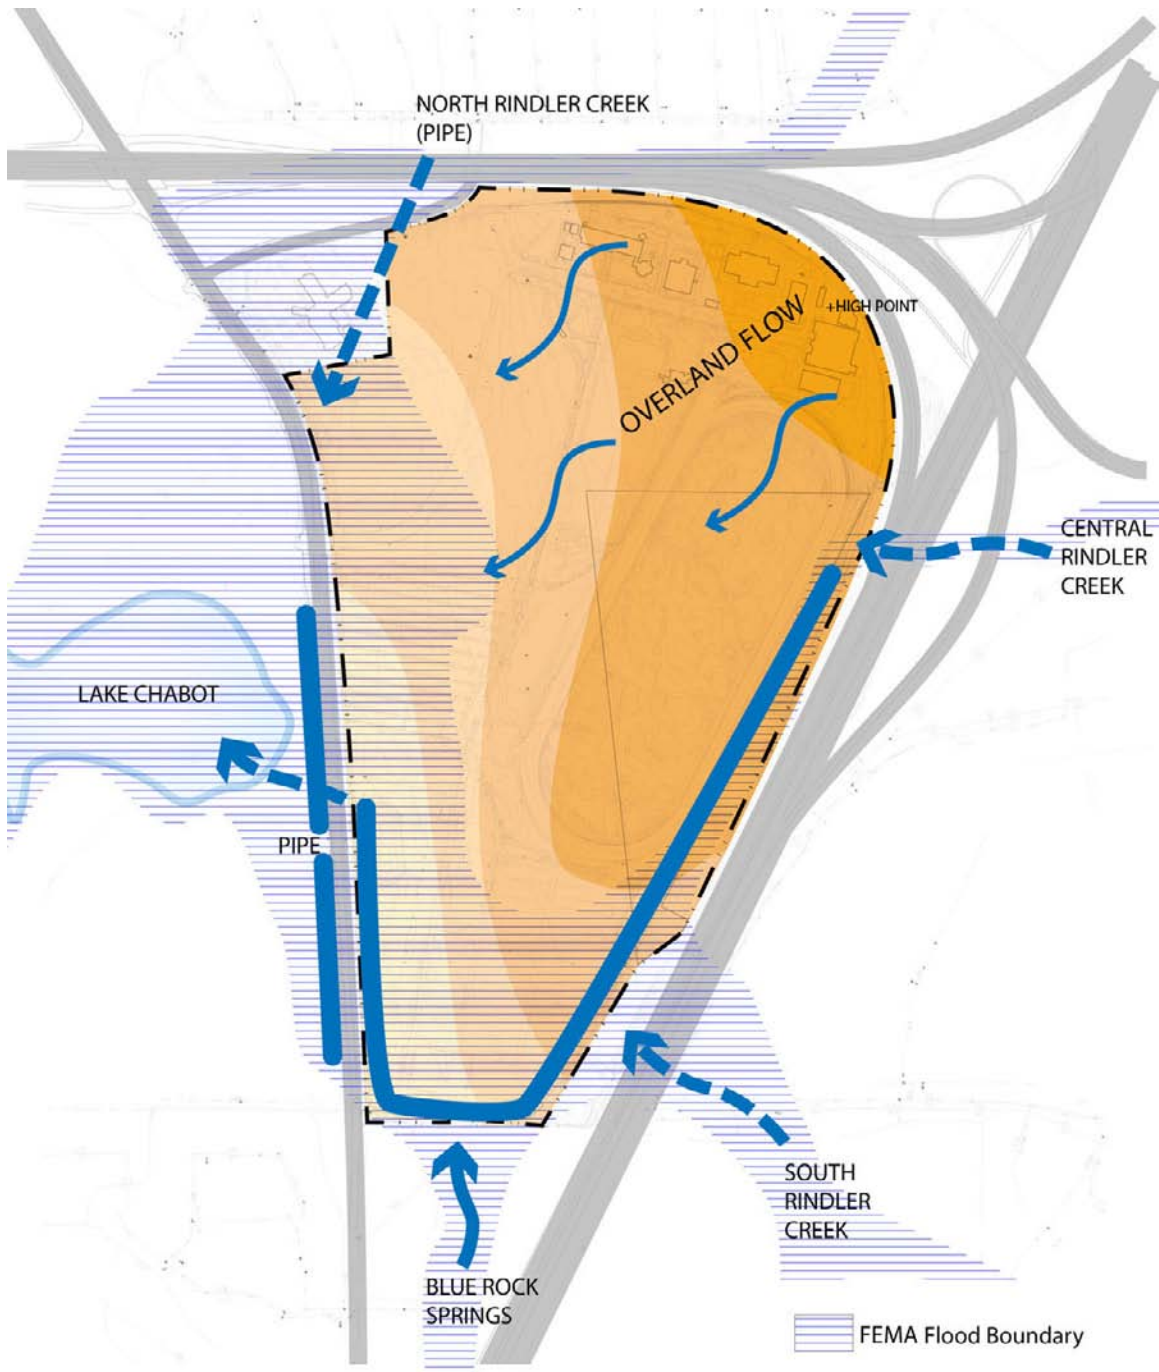 NORTH RINDLER CREEK
(PIPE)
+HIGH POINT
OVERLAND FLOW
CENTRAL
RINDLER
CREEK
LAKE CHABOT
PIPE
SOUTH
RINDLER
CREEK
BLUE ROCK
SPRINGS
FEMA Flood Boundary